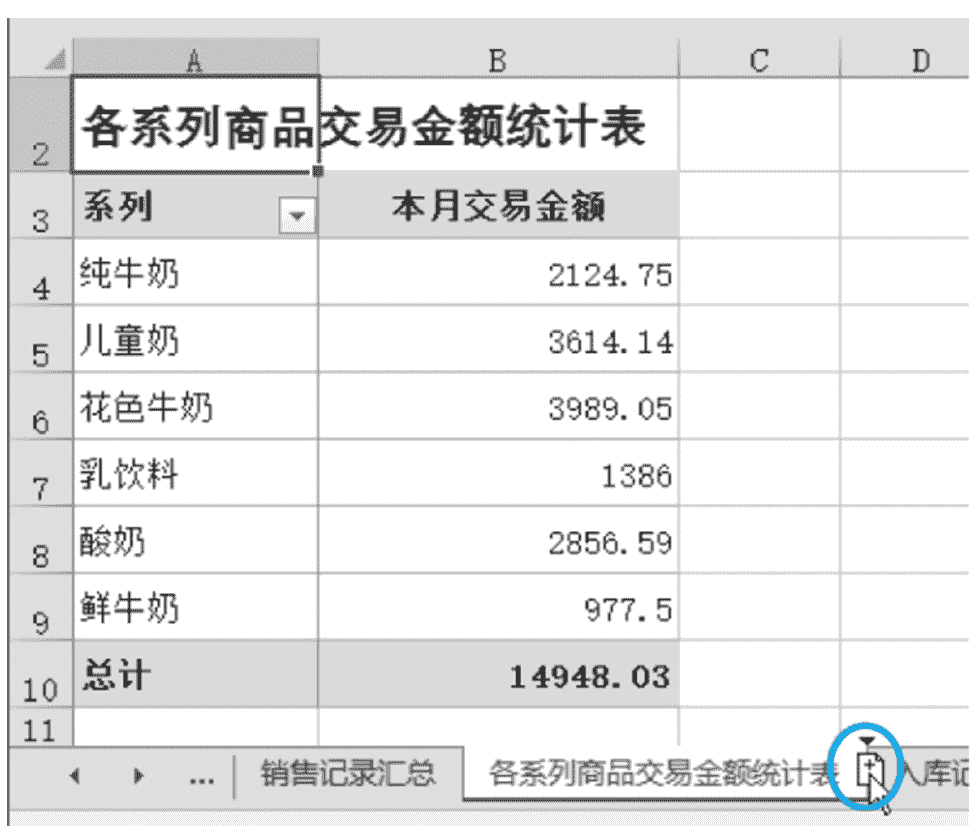 A B C D
2 各系列商品交易金额统计表
3 系列 本月交易金额
4 纯牛奶 2124.75
5 儿童奶 3614.14
6 花色牛奶 3989.05
7 乳饮料 1386
8 酸奶 2856.59
9 鲜牛奶 977.5
10 总计 14948.03
11
... 销售记录汇总 各系列商品交易金额统计表 库记